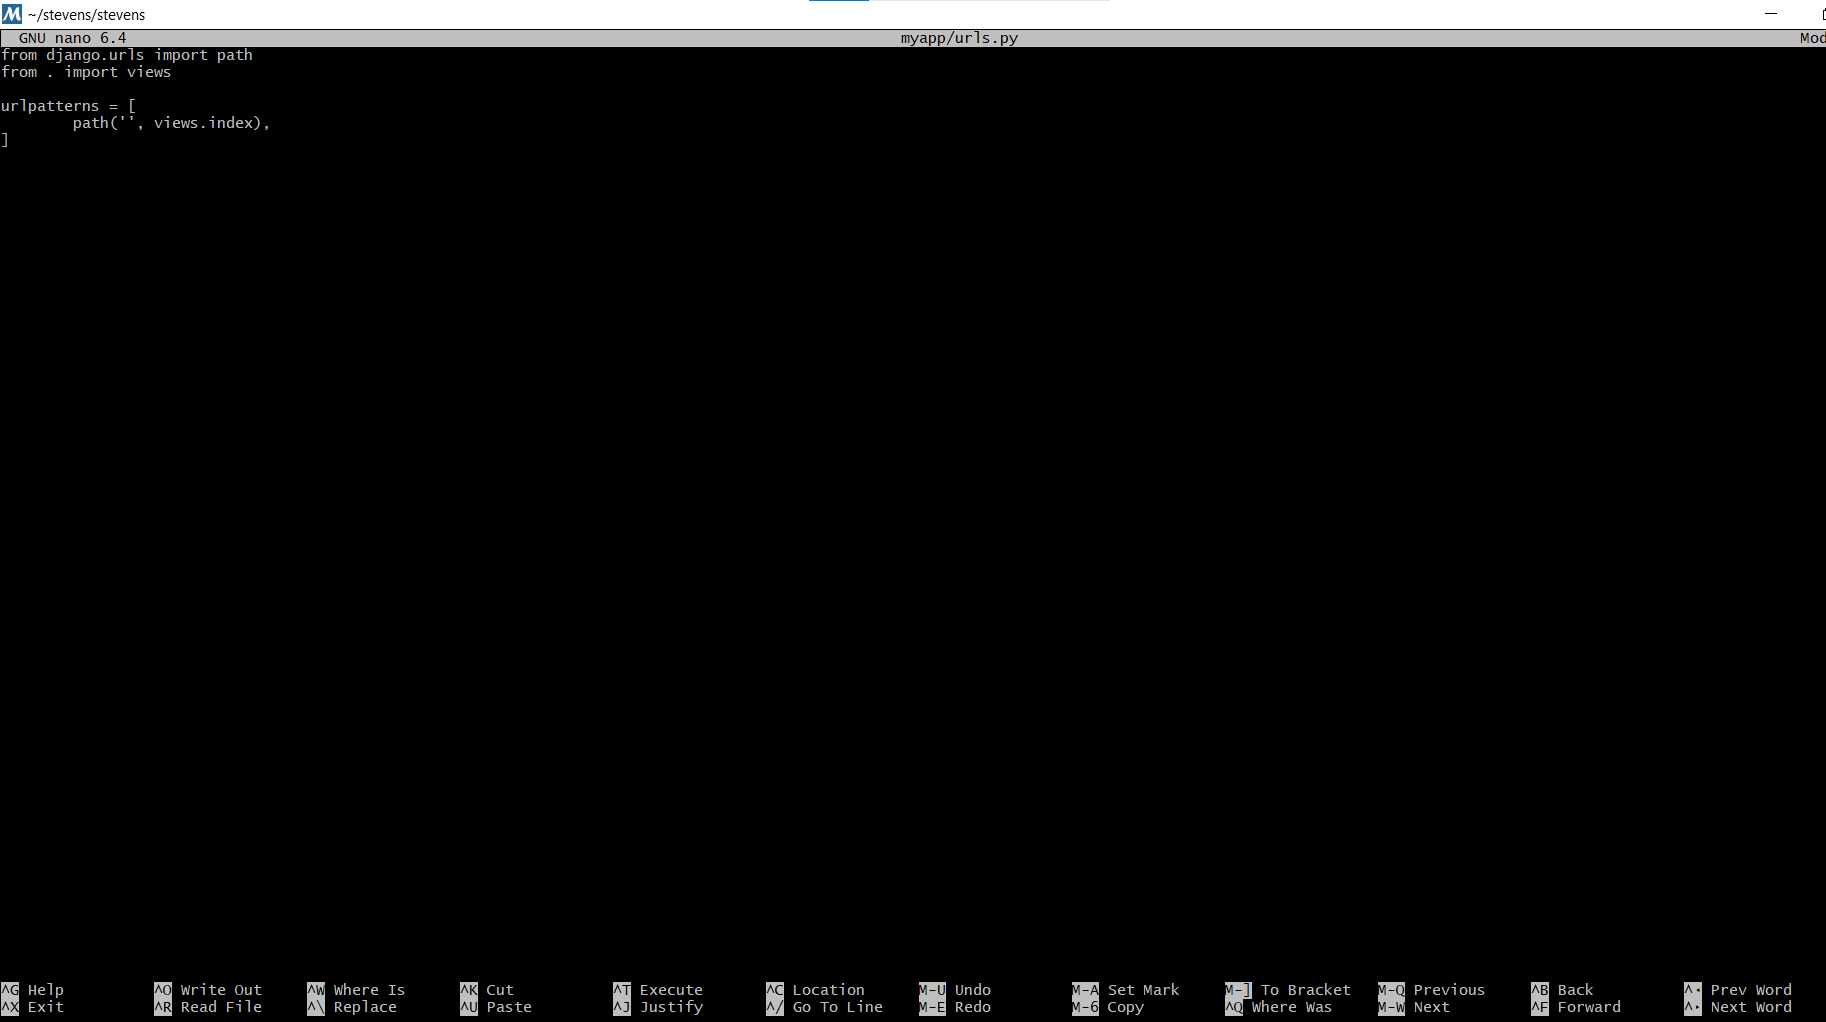 ~/stevens/stevens
GNU nano 6.4 myapp/urls.py Mod
from django.urls import path
from . import views
urlpatterns = [
        path('', views.index),
]
^G Help ^O Write Out ^W Where Is ^K Cut ^T Execute ^C Location M-U Undo M-A Set Mark M-] To Bracket M-Q Previous ^B Back ^◂ Prev Word
^X Exit ^R Read File ^\ Replace ^U Paste ^J Justify ^/ Go To Line M-E Redo M-6 Copy ^Q Where Was M-W Next ^F Forward ^▸ Next Word